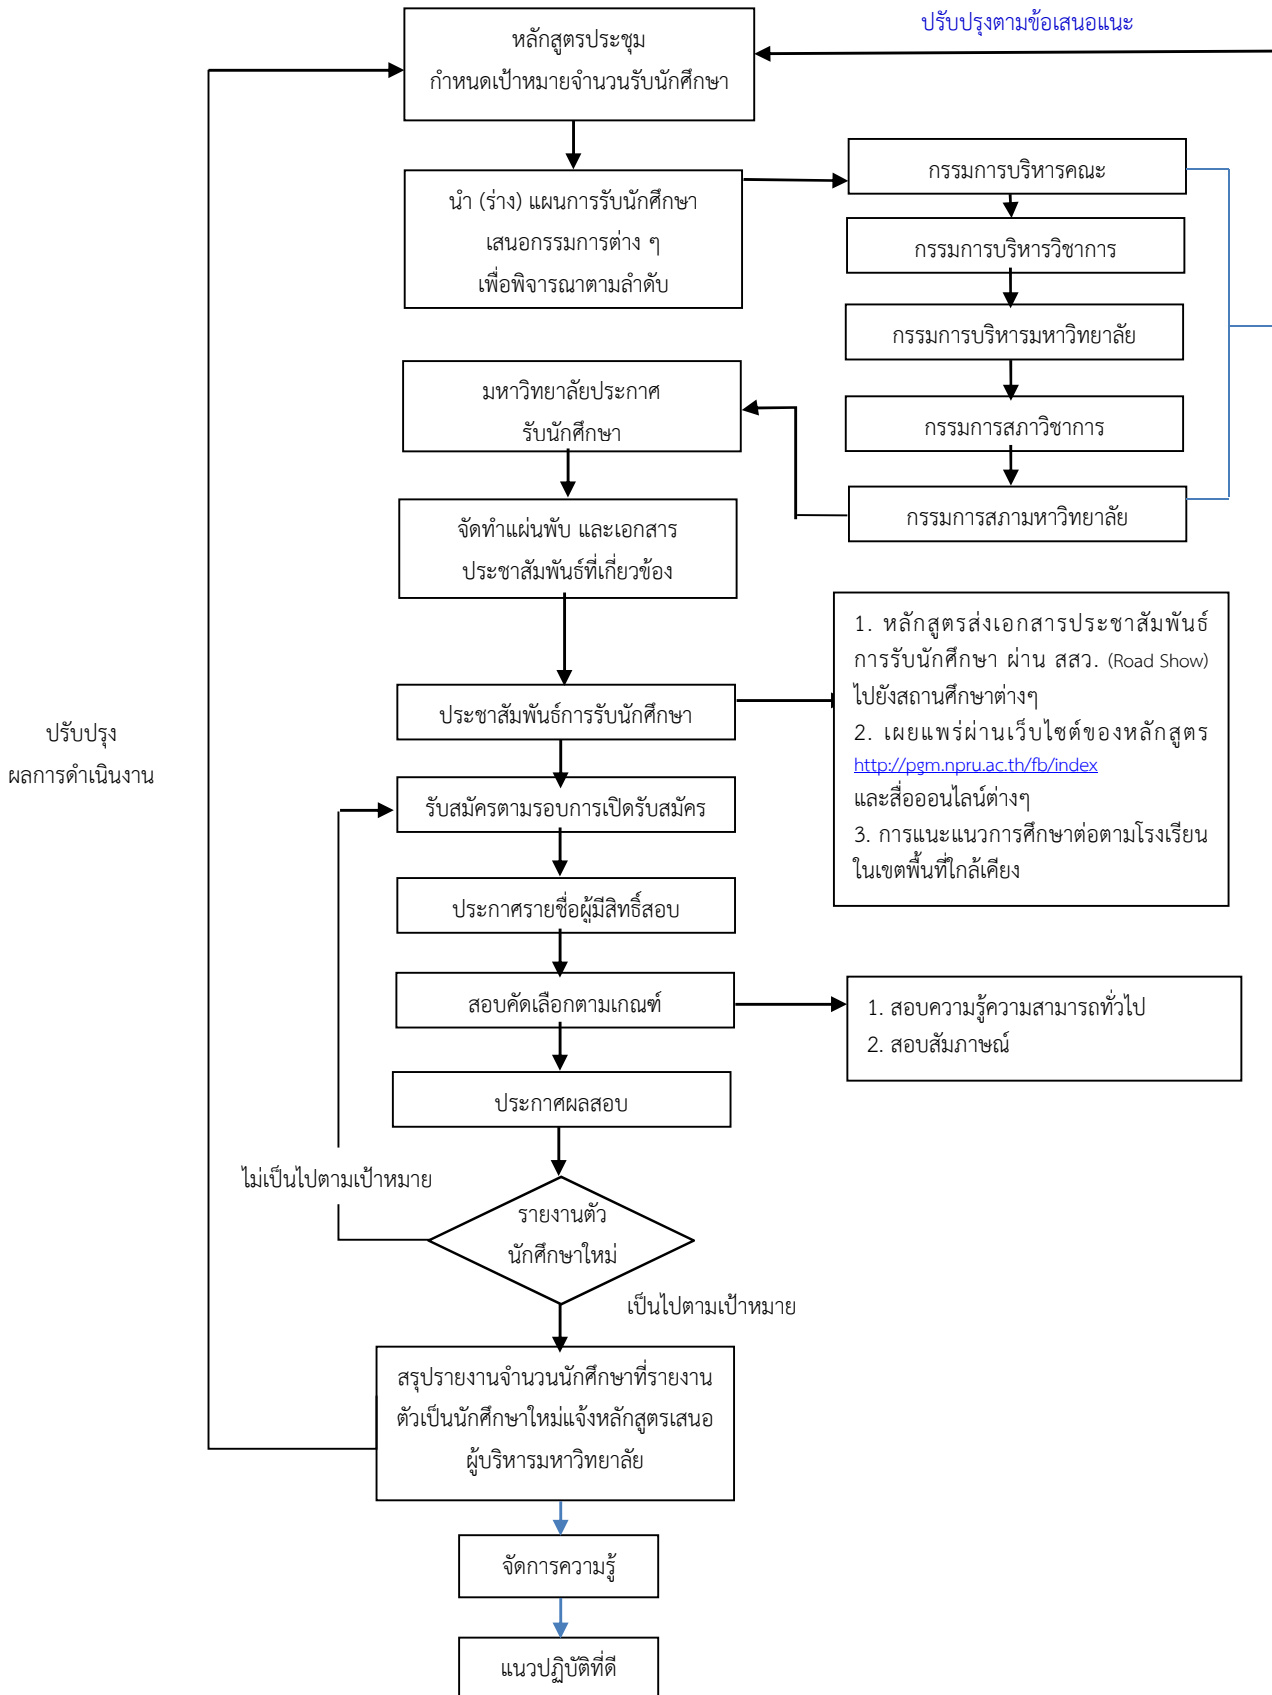 ปรับปรุงตามข้อเสนอแนะ
หลักสูตรประชุม
กำหนดเป้าหมายจำนวนรับนักศึกษา
นำ (ร่าง) แผนการรับนักศึกษา
เสนอกรรมการต่าง ๆ
เพื่อพิจารณาตามลำดับ
กรรมการบริหารคณะ
กรรมการบริหารวิชาการ
กรรมการบริหารมหาวิทยาลัย
กรรมการสภาวิชาการ
กรรมการสภามหาวิทยาลัย
มหาวิทยาลัยประกาศ
รับนักศึกษา
จัดทำแผ่นพับ และเอกสาร
ประชาสัมพันธ์ที่เกี่ยวข้อง
ประชาสัมพันธ์การรับนักศึกษา
1. หลักสูตรส่งเอกสารประชาสัมพันธ์
การรับนักศึกษา ผ่าน สสว. (Road Show)
ไปยังสถานศึกษาต่างๆ
2. เผยแพร่ผ่านเว็บไซต์ของหลักสูตร
http://pgm.npru.ac.th/fb/index
และสื่อออนไลน์ต่างๆ
3. การแนะแนวการศึกษาต่อตามโรงเรียน
ในเขตพื้นที่ใกล้เคียง
ปรับปรุง
ผลการดำเนินงาน
รับสมัครตามรอบการเปิดรับสมัคร
ประกาศรายชื่อผู้มีสิทธิ์สอบ
สอบคัดเลือกตามเกณฑ์
1. สอบความรู้ความสามารถทั่วไป
2. สอบสัมภาษณ์
ประกาศผลสอบ
ไม่เป็นไปตามเป้าหมาย
รายงานตัว
นักศึกษาใหม่
เป็นไปตามเป้าหมาย
สรุปรายงานจำนวนนักศึกษาที่รายงาน
ตัวเป็นนักศึกษาใหม่แจ้งหลักสูตรเสนอ
ผู้บริหารมหาวิทยาลัย
จัดการความรู้
แนวปฏิบัติที่ดี